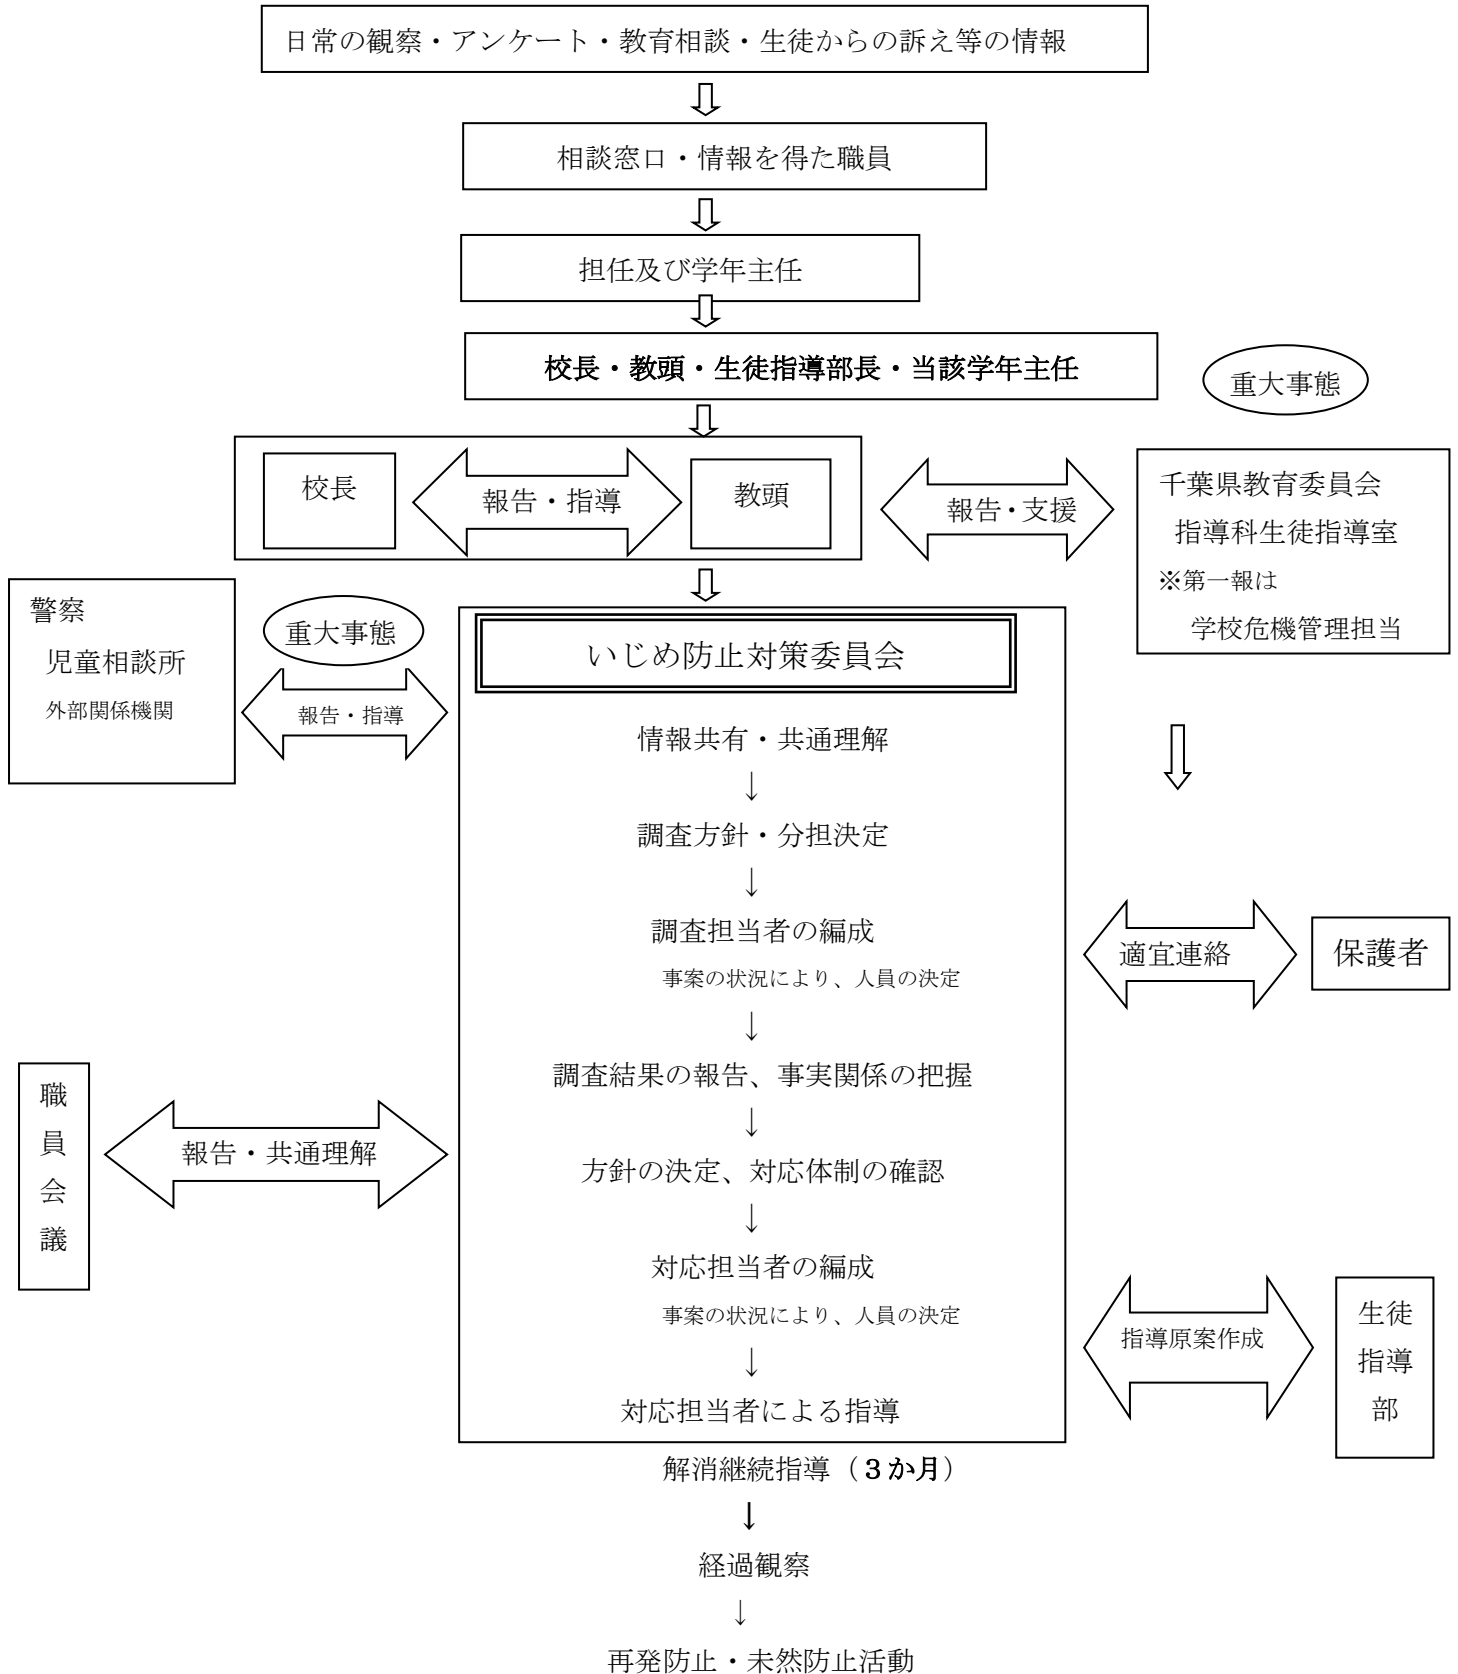 日常の観察・アンケート・教育相談・生徒からの訴え等の情報
相談窓口・情報を得た職員
担任及び学年主任
校長・教頭・生徒指導部長・当該学年主任
重大事態
校長
報告・指導
教頭
報告・支援
千葉県教育委員会
指導科生徒指導室
※第一報は
学校危機管理担当
警察
児童相談所
外部関係機関
重大事態
報告・指導
いじめ防止対策委員会
情報共有・共通理解
↓
調査方針・分担決定
↓
調査担当者の編成
事案の状況により、人員の決定
↓
調査結果の報告、事実関係の把握
↓
方針の決定、対応体制の確認
↓
対応担当者の編成
事案の状況により、人員の決定
↓
対応担当者による指導
適宜連絡
保護者
職
員
会
議
報告・共通理解
指導原案作成
生徒
指導
部
解消継続指導（３か月）
↓
経過観察
↓
再発防止・未然防止活動